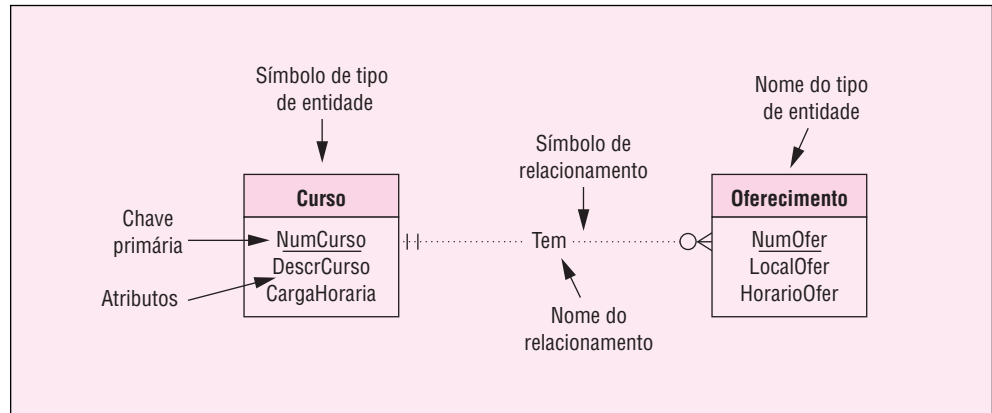 Símbolo de tipo
de entidade
Nome do tipo
de entidade
Símbolo de
relacionamento
Chave
primária
Atributos
Curso
NumCurso
DescrCurso
CargaHoraria
Tem
Nome do
relacionamento
Oferecimento
NumOfer
LocalOfer
HorarioOfer